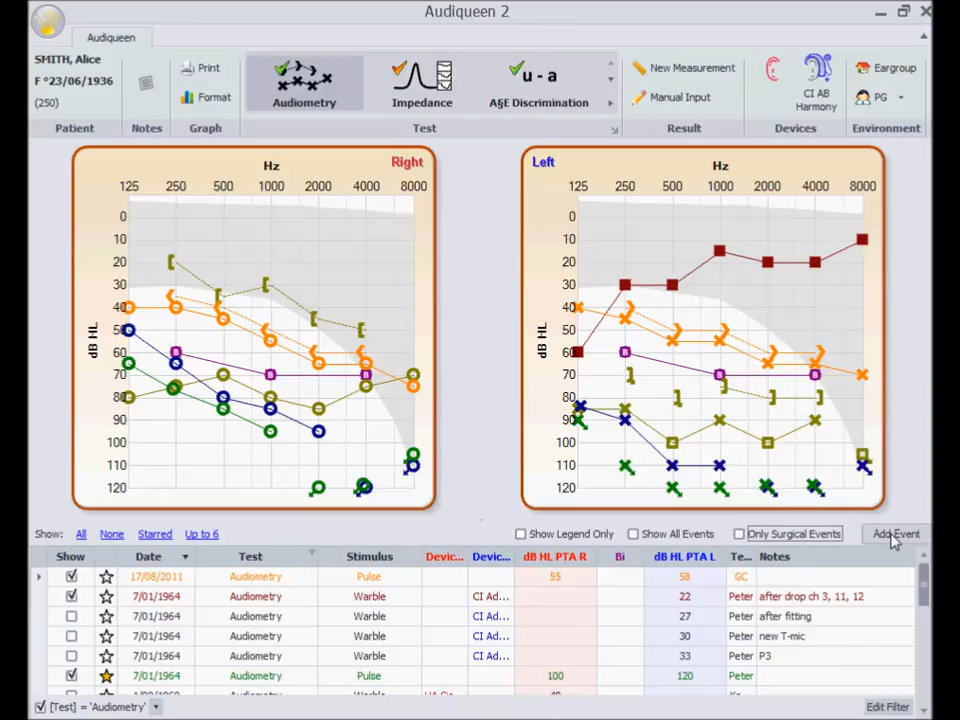 Audiqueen 2
Audiqueen
SMITH, Alice
F °23/06/1936
(250)
Patient
Notes
Print
Format
Graph
Audiometry
Impedance
u - a
A§E Discrimination
Test
New Measurement
Manual Input
Result
CI AB
Harmony
Devices
Eargroup
PG
Environment
Hz
Right
125 250 500 1000 2000 4000 8000
dB HL
0
10
20
30
40
50
60
70
80
90
100
110
120
B B B
Left
Hz
125 250 500 1000 2000 4000 8000
dB HL
0
10
20
30
40
50
60
70
80
90
100
110
120
B B B
Show: All None Starred Up to 6
Show Legend Only Show All Events Only Surgical Events Add Event
Show Date Test Stimulus Devic... Devic... dB HL PTA R Bi dB HL PTA L Te... Notes
17/08/2011 Audiometry Pulse 55 58 GC
7/01/1964 Audiometry Warble CI Ad... 22 Peter after drop ch 3, 11, 12
7/01/1964 Audiometry Warble CI Ad... 27 Peter after fitting
7/01/1964 Audiometry Warble CI Ad... 30 Peter new T-mic
7/01/1964 Audiometry Warble CI Ad... 33 Peter P3
7/01/1964 Audiometry Pulse 100 120 Peter
[Test] = 'Audiometry'
Edit Filter